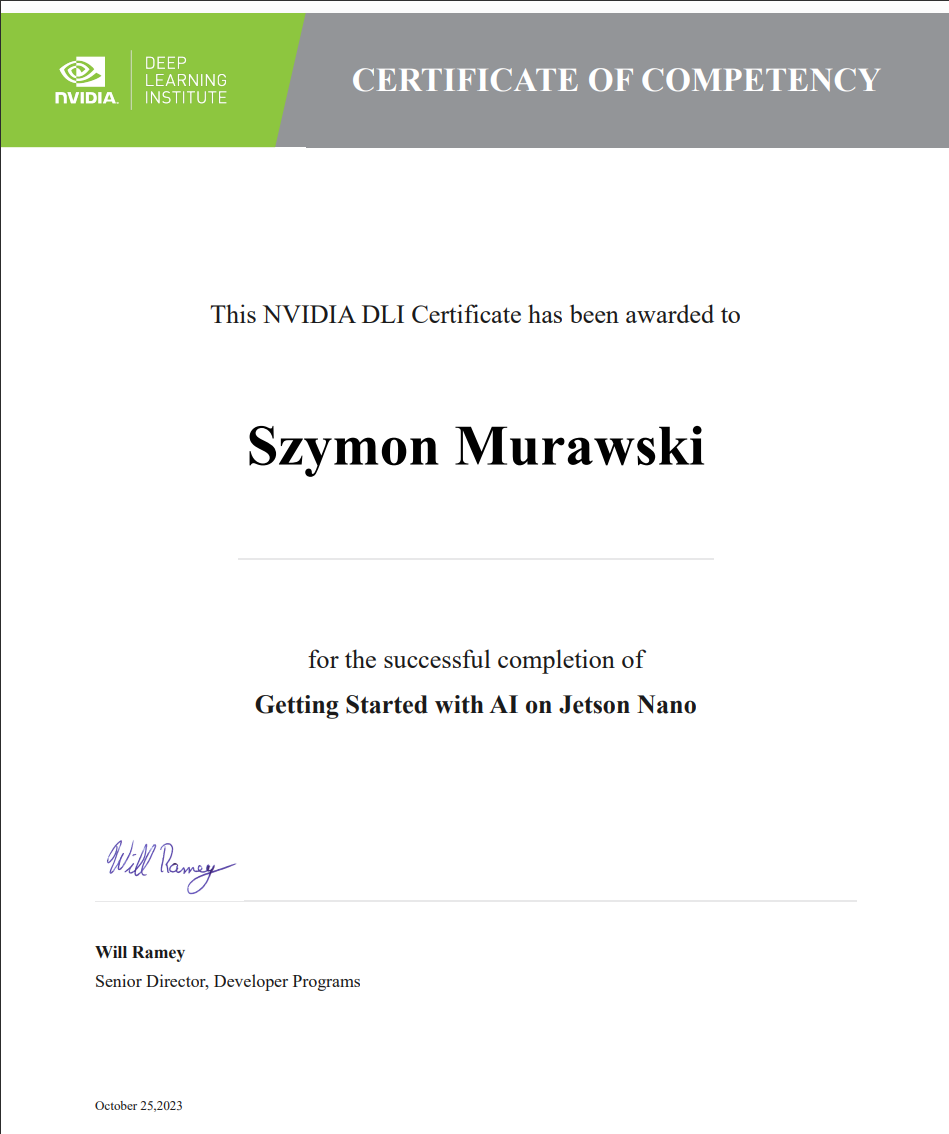 NVIDIA.
DEEP
LEARNING
INSTITUTE
CERTIFICATE OF COMPETENCY
This NVIDIA DLI Certificate has been awarded to
Szymon Murawski
for the successful completion of
Getting Started with AI on Jetson Nano
Will Ramey
Will Ramey
Senior Director, Developer Programs
October 25,2023